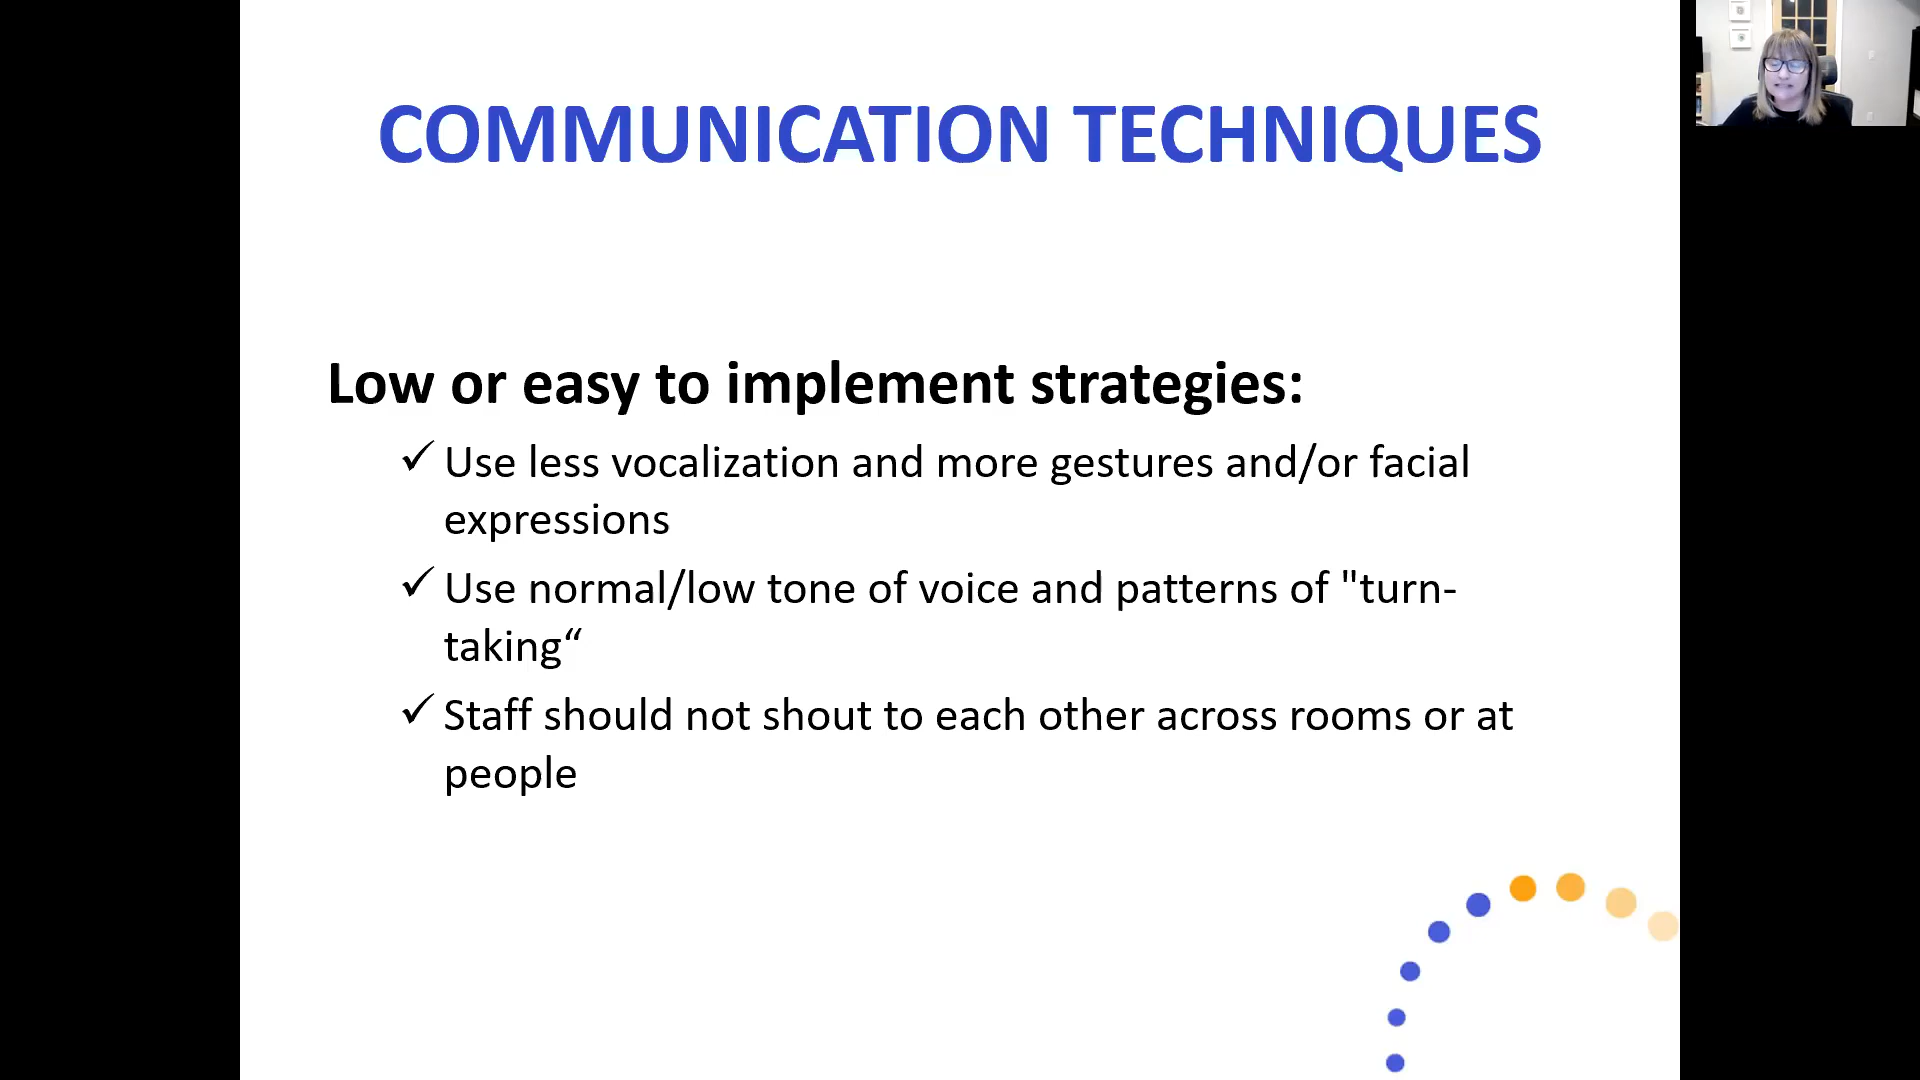 COMMUNICATION TECHNIQUES
Low or easy to implement strategies:
✓ Use less vocalization and more gestures and/or facial
expressions
✓ Use normal/low tone of voice and patterns of "turn-
taking“
✓ Staff should not shout to each other across rooms or at
people